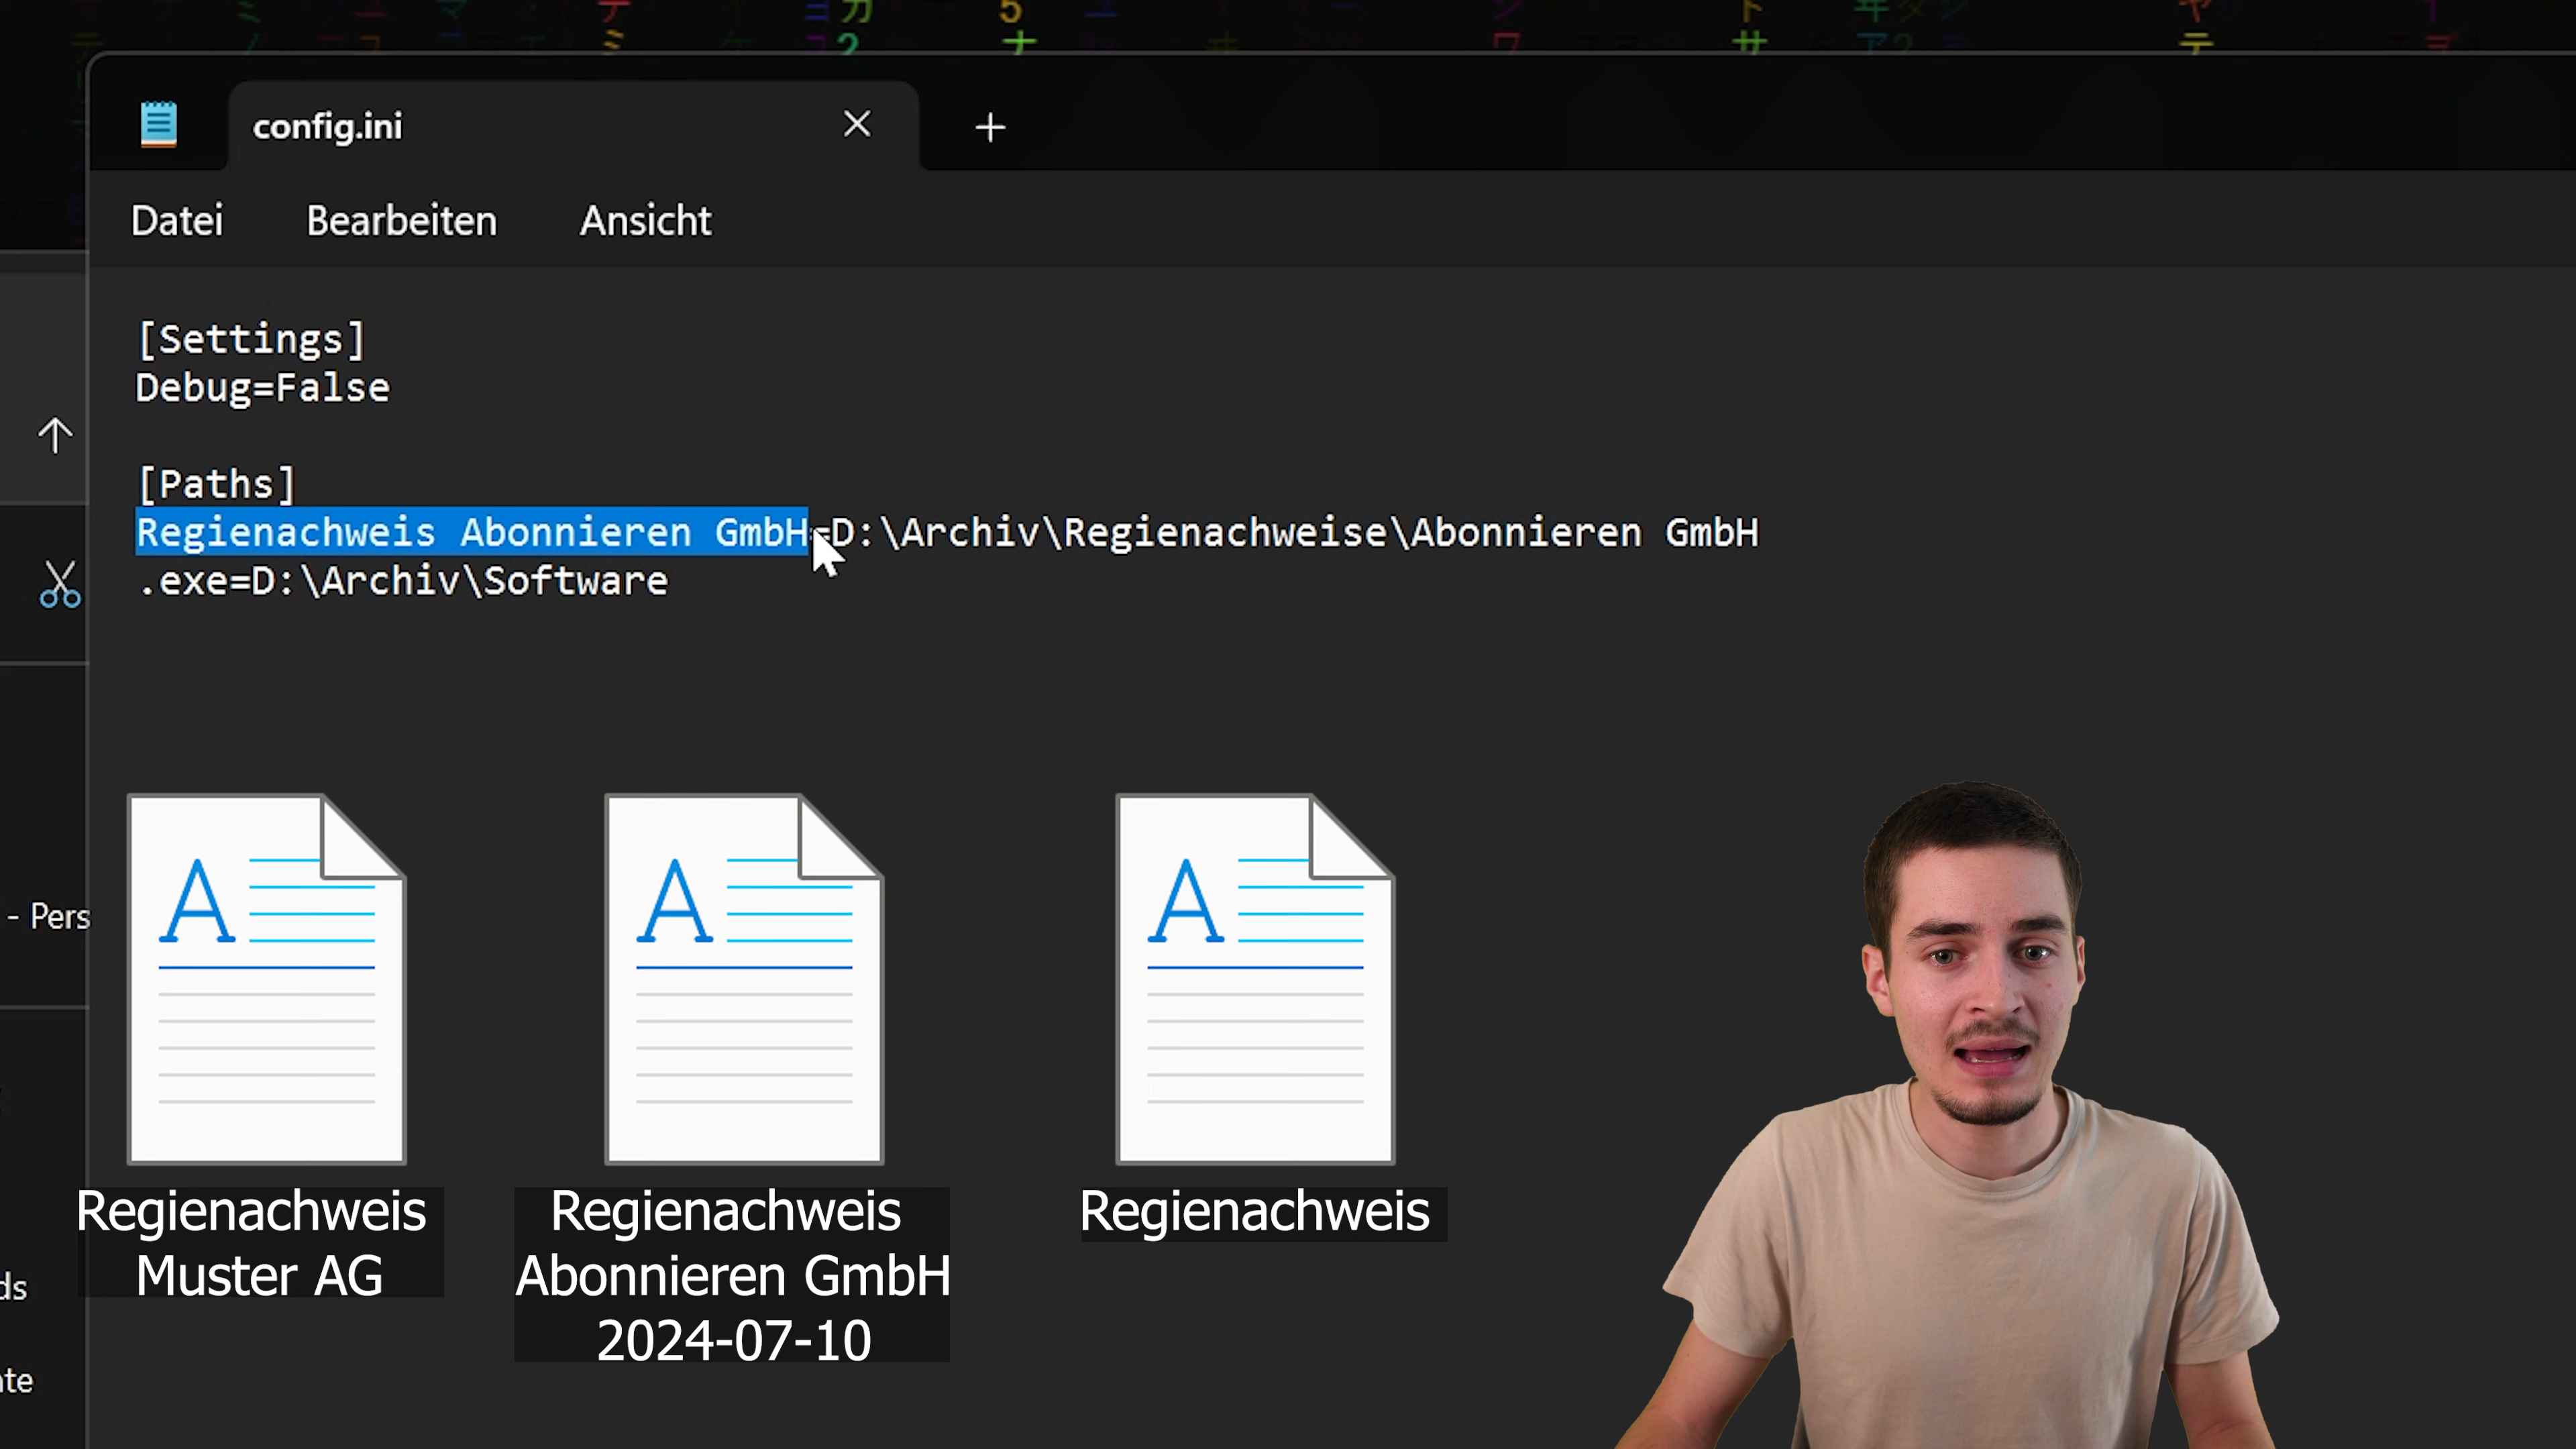 config.ini
Datei Bearbeiten Ansicht
[Settings]
Debug=False
[Paths]
Regienachweis Abonnieren GmbH=D:\Archiv\Regienachweise\Abonnieren GmbH
.exe=D:\Archiv\Software
- Pers
ds
te
Regienachweis
Muster AG
Regienachweis
Abonnieren GmbH
2024-07-10
Regienachweis